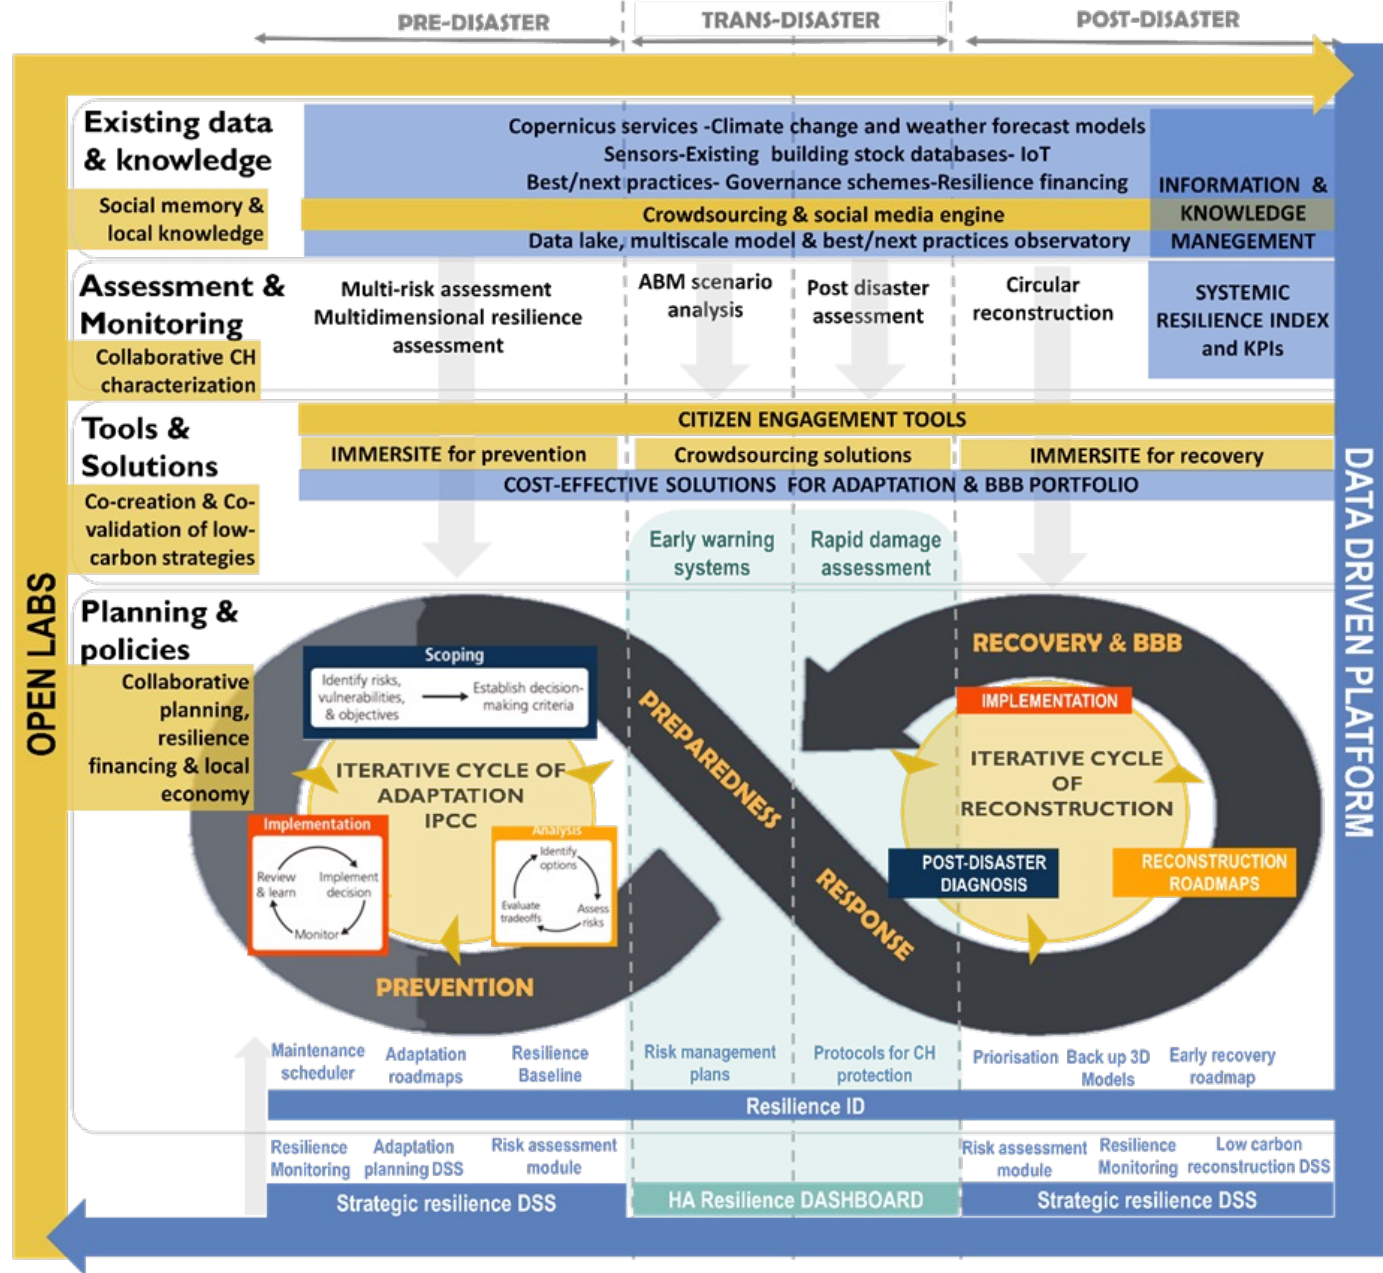 PRE-DISASTER
TRANS-DISASTER
POST-DISASTER
OPEN LABS
DATA DRIVEN PLATFORM
Existing data
& knowledge
Social memory &
local knowledge
Copernicus services -Climate change and weather forecast models
Sensors-Existing building stock databases- IoT
Best/next practices- Governance schemes-Resilience financing
Crowdsourcing & social media engine
Data lake, multiscale model & best/next practices observatory
INFORMATION &
KNOWLEDGE
MANEGEMENT
Assessment &
Monitoring
Collaborative CH
characterization
Multi-risk assessment
Multidimensional resilience
assessment
ABM scenario
analysis
Post disaster
assessment
Circular
reconstruction
SYSTEMIC
RESILIENCE INDEX
and KPIs
Tools &
Solutions
Co-creation & Co-
validation of low-
carbon strategies
CITIZEN ENGAGEMENT TOOLS
IMMERSITE for prevention
Crowdsourcing solutions
IMMERSITE for recovery
COST-EFFECTIVE SOLUTIONS FOR ADAPTATION & BBB PORTFOLIO
Early warning
systems
Rapid damage
assessment
Planning &
policies
Collaborative
planning,
resilience
financing & local
economy
Scoping
Identify risks,
vulnerabilities,
& objectives
Establish decision-
making criteria
ITERATIVE CYCLE OF
ADAPTATION
IPCC
Implementation
Review
& learn
Implement
decision
Monitor
Analysis
Identify
options
Evaluate
tradeoffs
Assess
risks
PREVENTION
PREPAREDNESS
RESPONSE
RECOVERY & BBB
IMPLEMENTATION
ITERATIVE CYCLE
OF
RECONSTRUCTION
POST-DISASTER
DIAGNOSIS
RECONSTRUCTION
ROADMAPS
Maintenance
scheduler
Adaptation
roadmaps
Resilience
Baseline
Risk management
plans
Protocols for CH
protection
Priorisation
Back up 3D
Models
Early recovery
roadmap
Resilience ID
Resilience
Monitoring
Adaptation
planning DSS
Risk assessment
module
Risk assessment
module
Resilience
Monitoring
Low carbon
reconstruction DSS
Strategic resilience DSS
HA Resilience DASHBOARD
Strategic resilience DSS